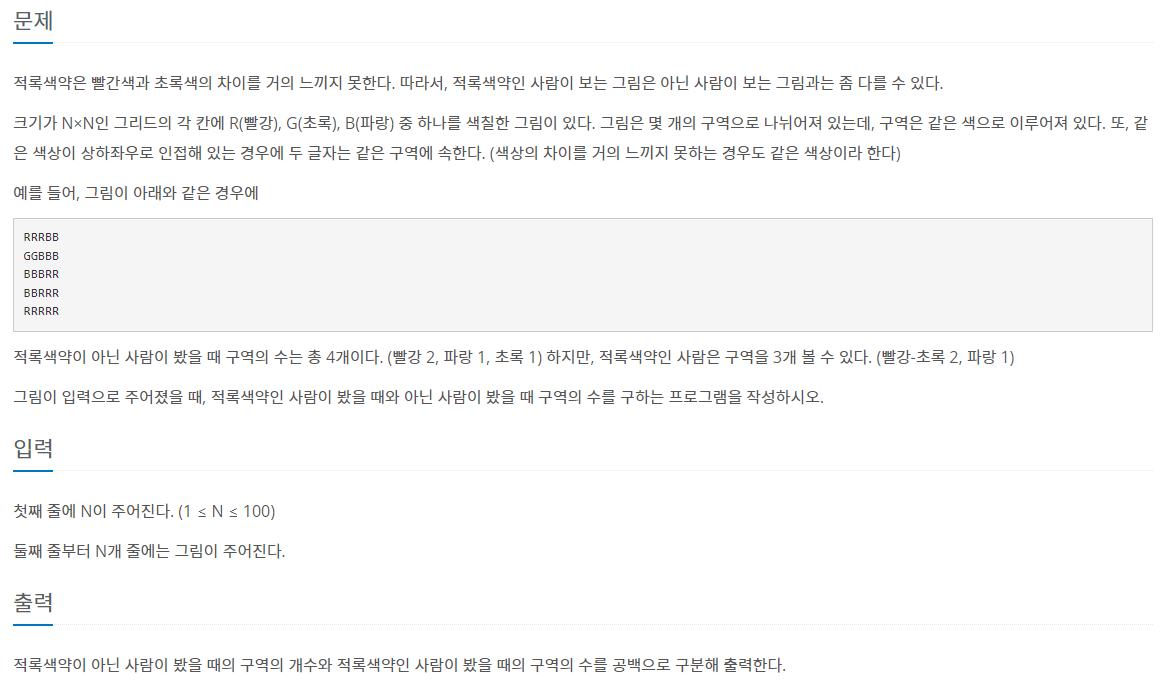 문제
적록색약은 빨간색과 초록색의 차이를 거의 느끼지 못한다. 따라서, 적록색약인 사람이 보는 그림은 아닌 사람이 보는 그림과는 좀 다를 수 있다.
크기가 N×N인 그리드의 각 칸에 R(빨강), G(초록), B(파랑) 중 하나를 색칠한 그림이 있다. 그림은 몇 개의 구역으로 나뉘어져 있는데, 구역은 같은 색으로 이루어져 있다. 또, 같
은 색상이 상하좌우로 인접해 있는 경우에 두 글자는 같은 구역에 속한다. (색상의 차이를 거의 느끼지 못하는 경우도 같은 색상이라 한다)
예를 들어, 그림이 아래와 같은 경우에
RRRBB
GGBBB
BBBRR
BBRRR
RRRRR
적록색약이 아닌 사람이 봤을 때 구역의 수는 총 4개이다. (빨강 2, 파랑 1, 초록 1) 하지만, 적록색약인 사람은 구역을 3개 볼 수 있다. (빨강-초록 2, 파랑 1)
그림이 입력으로 주어졌을 때, 적록색약인 사람이 봤을 때와 아닌 사람이 봤을 때 구역의 수를 구하는 프로그램을 작성하시오.
입력
첫째 줄에 N이 주어진다. (1 ≤ N ≤ 100)
둘째 줄부터 N개 줄에는 그림이 주어진다.
출력
적록색약이 아닌 사람이 봤을 때의 구역의 개수와 적록색약인 사람이 봤을 때의 구역의 수를 공백으로 구분해 출력한다.